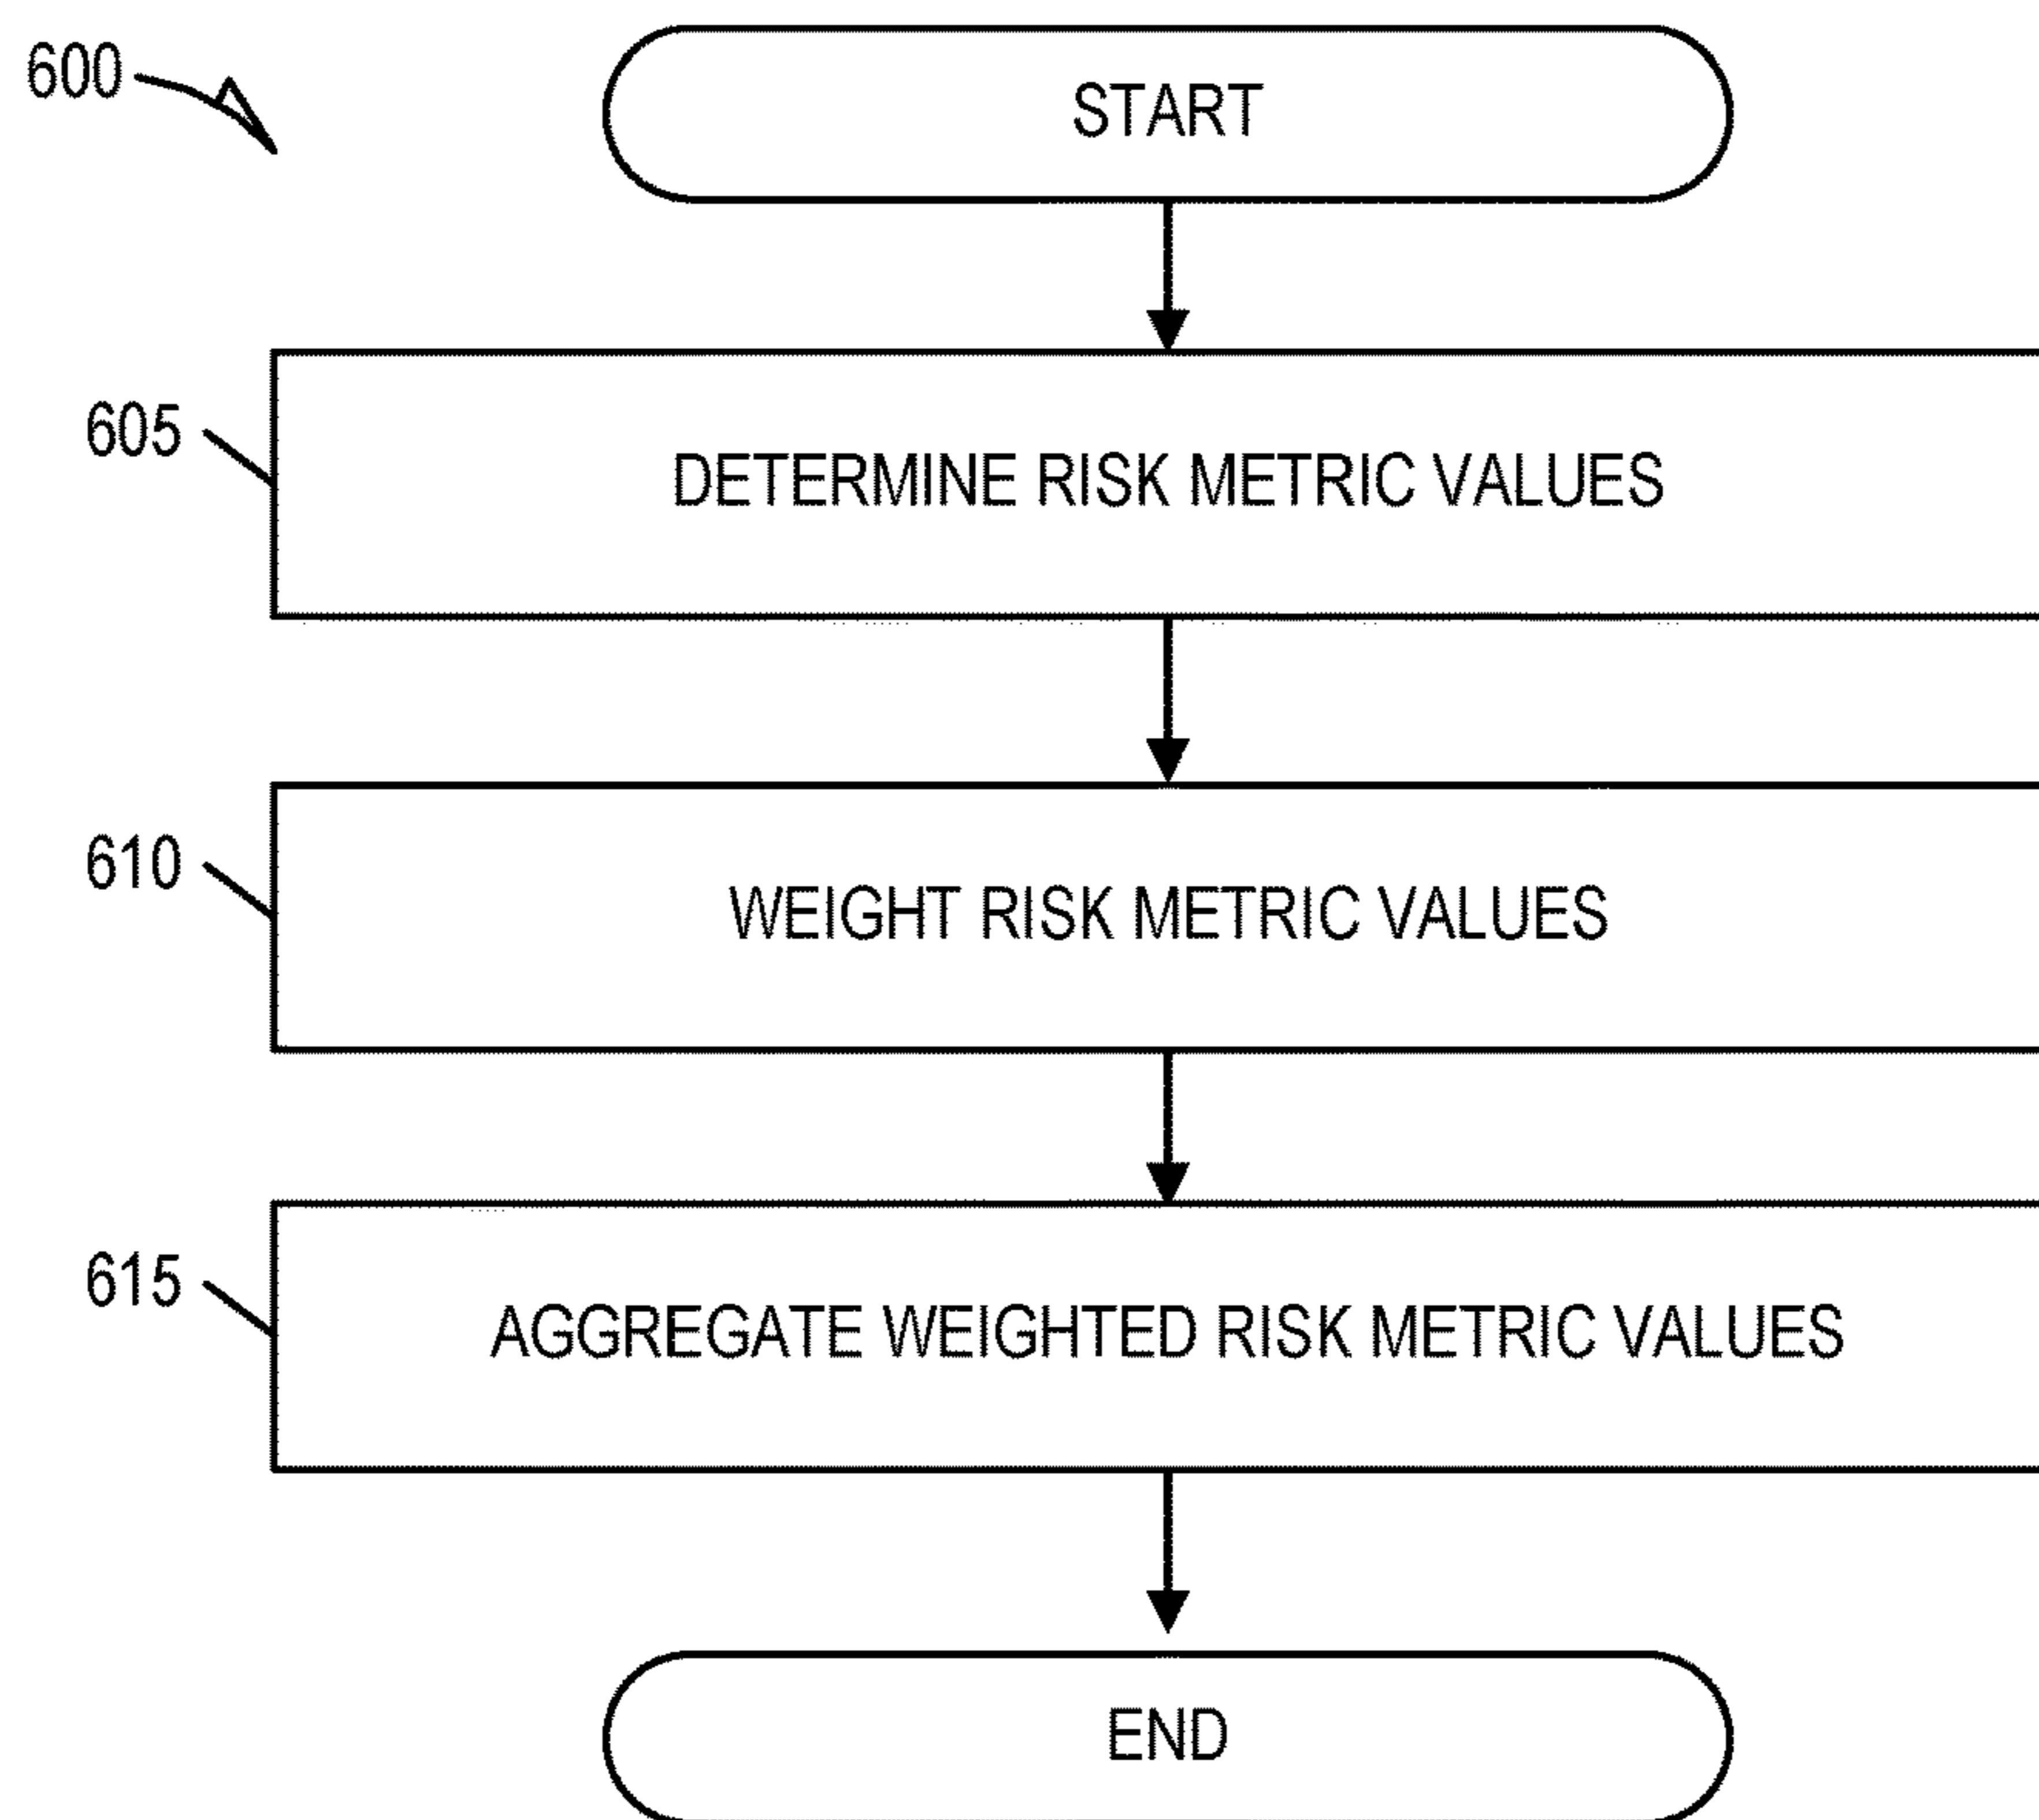 600
START
605
DETERMINE RISK METRIC VALUES
610
WEIGHT RISK METRIC VALUES
615
AGGREGATE WEIGHTED RISK METRIC VALUES
END